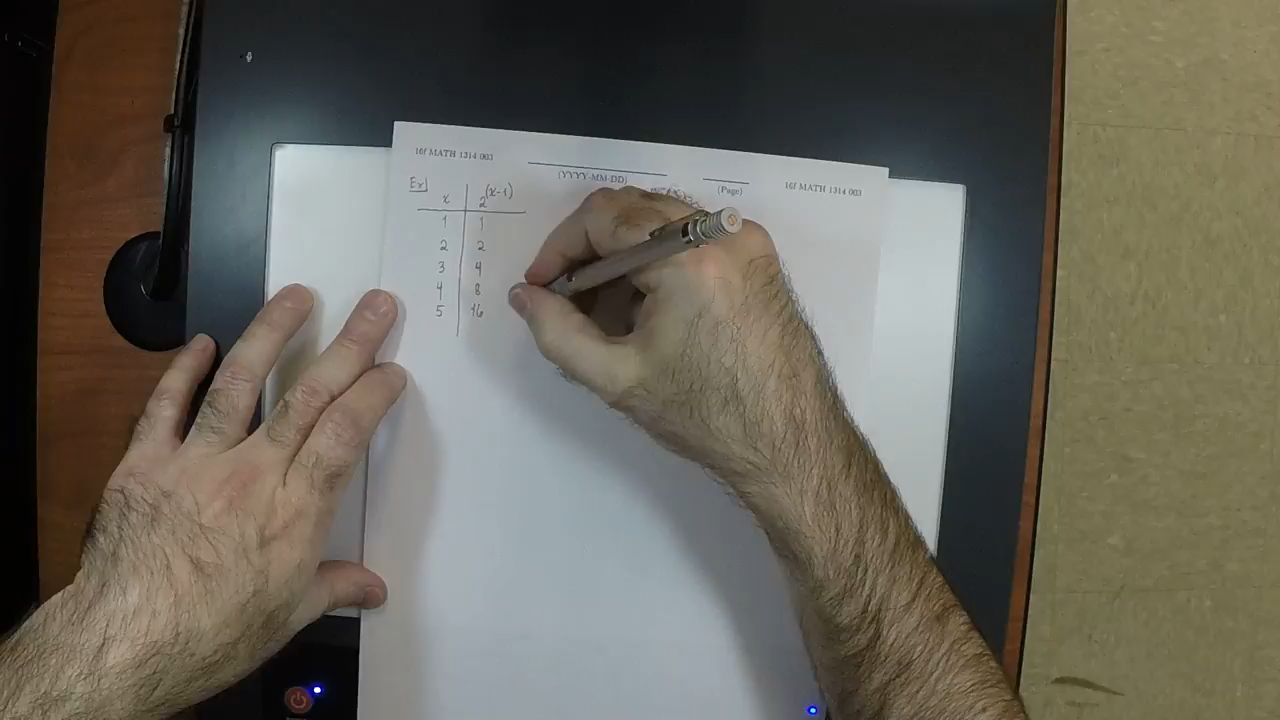 16f MATH 1314 003
(YYYY-MM-DD)
(Page)
16f MATH 1314 003
Ex)
x 2^(x-1)
1 1
2 2
3 4
4 8
5 16